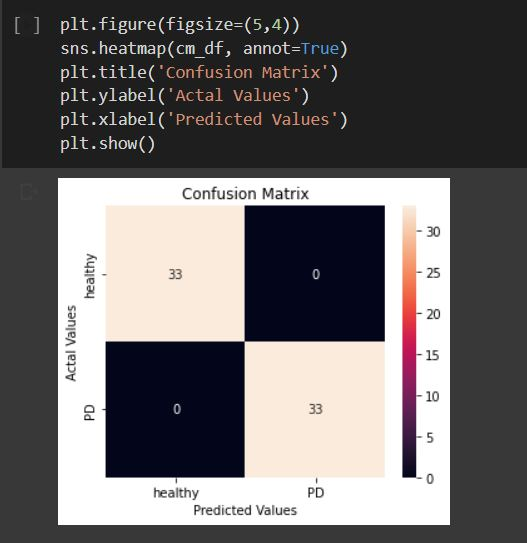 [ ] plt.figure(figsize=(5,4))
sns.heatmap(cm_df, annot=True)
plt.title('Confusion Matrix')
plt.ylabel('Actal Values')
plt.xlabel('Predicted Values')
plt.show()
Confusion Matrix
healthy
PD
Actal Values
33
0
0
33
healthy
PD
Predicted Values
30
25
20
15
10
5
0